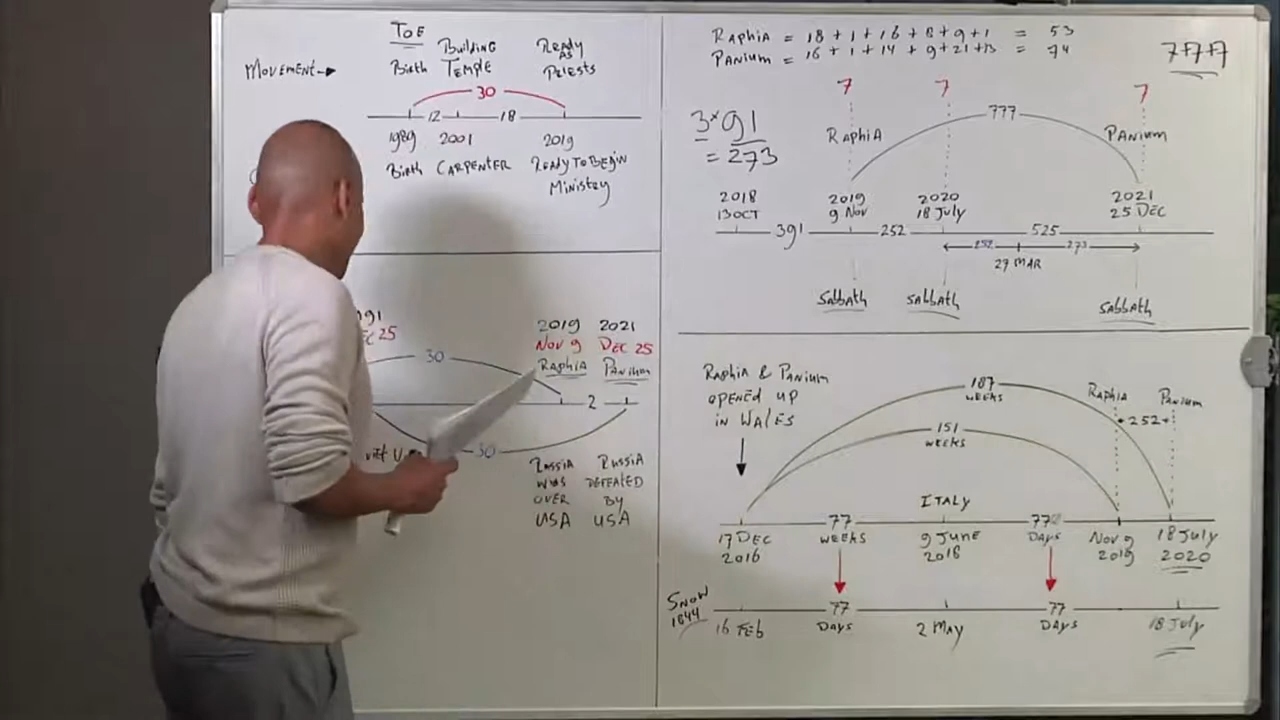 ToE
Movement
Birth
Building
TEMPLE
Ready
As
Priests
30
12
18
1989
2001
2019
Birth
CARPENTER
Ready To Begin
Ministry
25
2019
2021
Nov 9
DEC 25
Raphia
Panium
30
2
30
Russia
was
over
USA
Russia
Defeated
By
USA
Raphia = 18 + 1 + 16 + 8 + 9 + 1 = 53
Panium = 16 + 1 + 14 + 9 + 21 + 13 = 74
7+7+7
7
7
7
3×91
= 273
777
Raphia
Panium
2018
13 OCT
2019
9 Nov
2020
18 July
2021
25 DEC
391
252
525
252
273
27 MAR
Sabbath
Sabbath
Sabbath
Raphia & Panium
opened up
in Wales
187
weeks
151
weeks
Raphia
252
Panium
ITALY
17 Dec
2016
77
weeks
9 June
2018
77
Days
Nov 9
2019
18 July
2020
Snow
1844
16 Feb
77
Days
2 May
77
Days
18 July